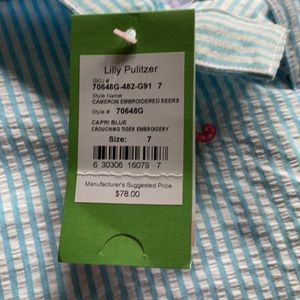 Lilly Pulitzer
SKU #
70648G-482-G91 7
Style Name:
CAMERON EMBROIDERED SEERS
Style # 70648G
CAPRI BLUE
CROUCHING TIGER EMBROIDERY
Size: 7
6 30306 16079 7
Manufacturer's Suggested Price
$78.00